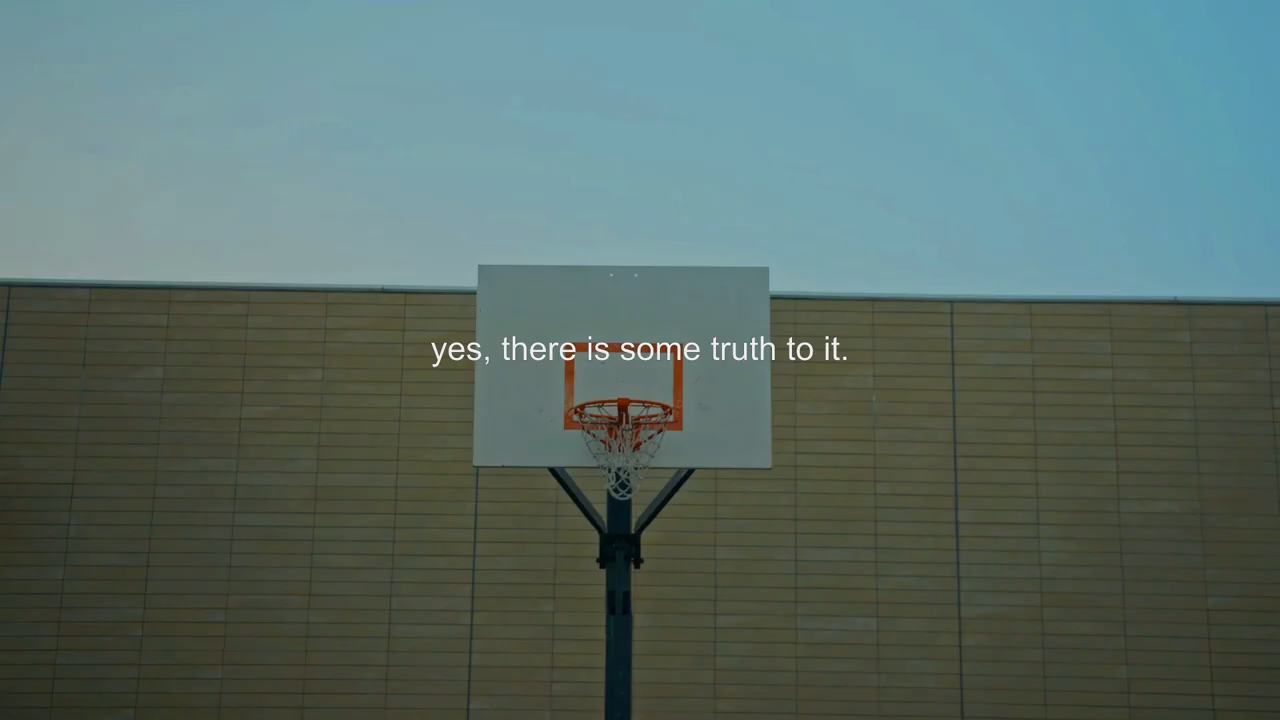 yes, there is some truth to it.